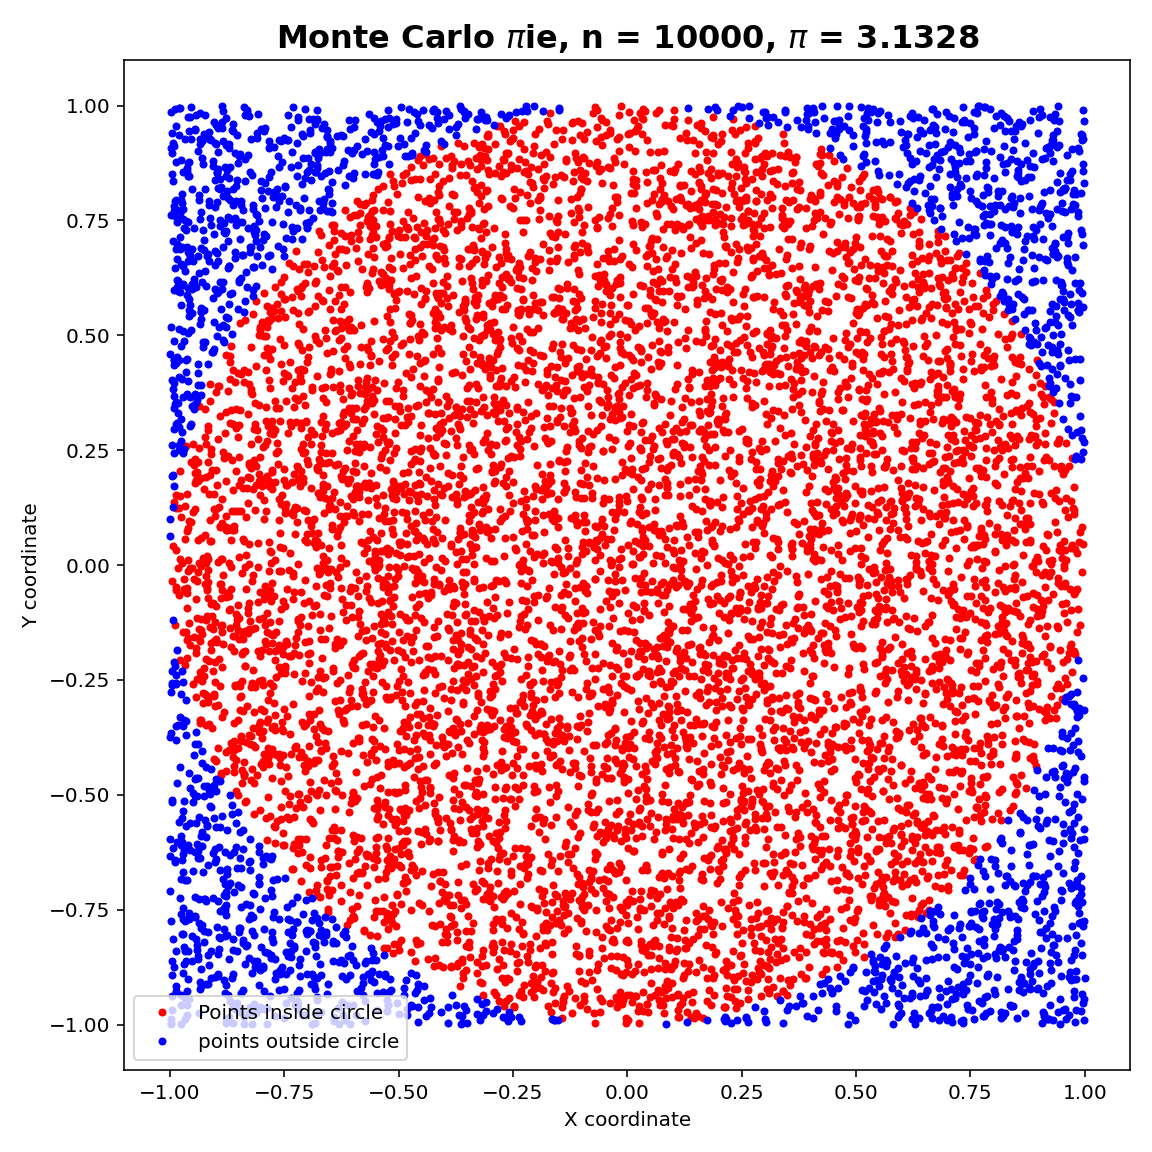 Monte Carlo πie, n = 10000, π = 3.1328
1.00
0.75
0.50
0.25
0.00
−0.25
−0.50
−0.75
−1.00
Y coordinate
Points inside circle
points outside circle
−1.00 −0.75 −0.50 −0.25 0.00 0.25 0.50 0.75 1.00
X coordinate